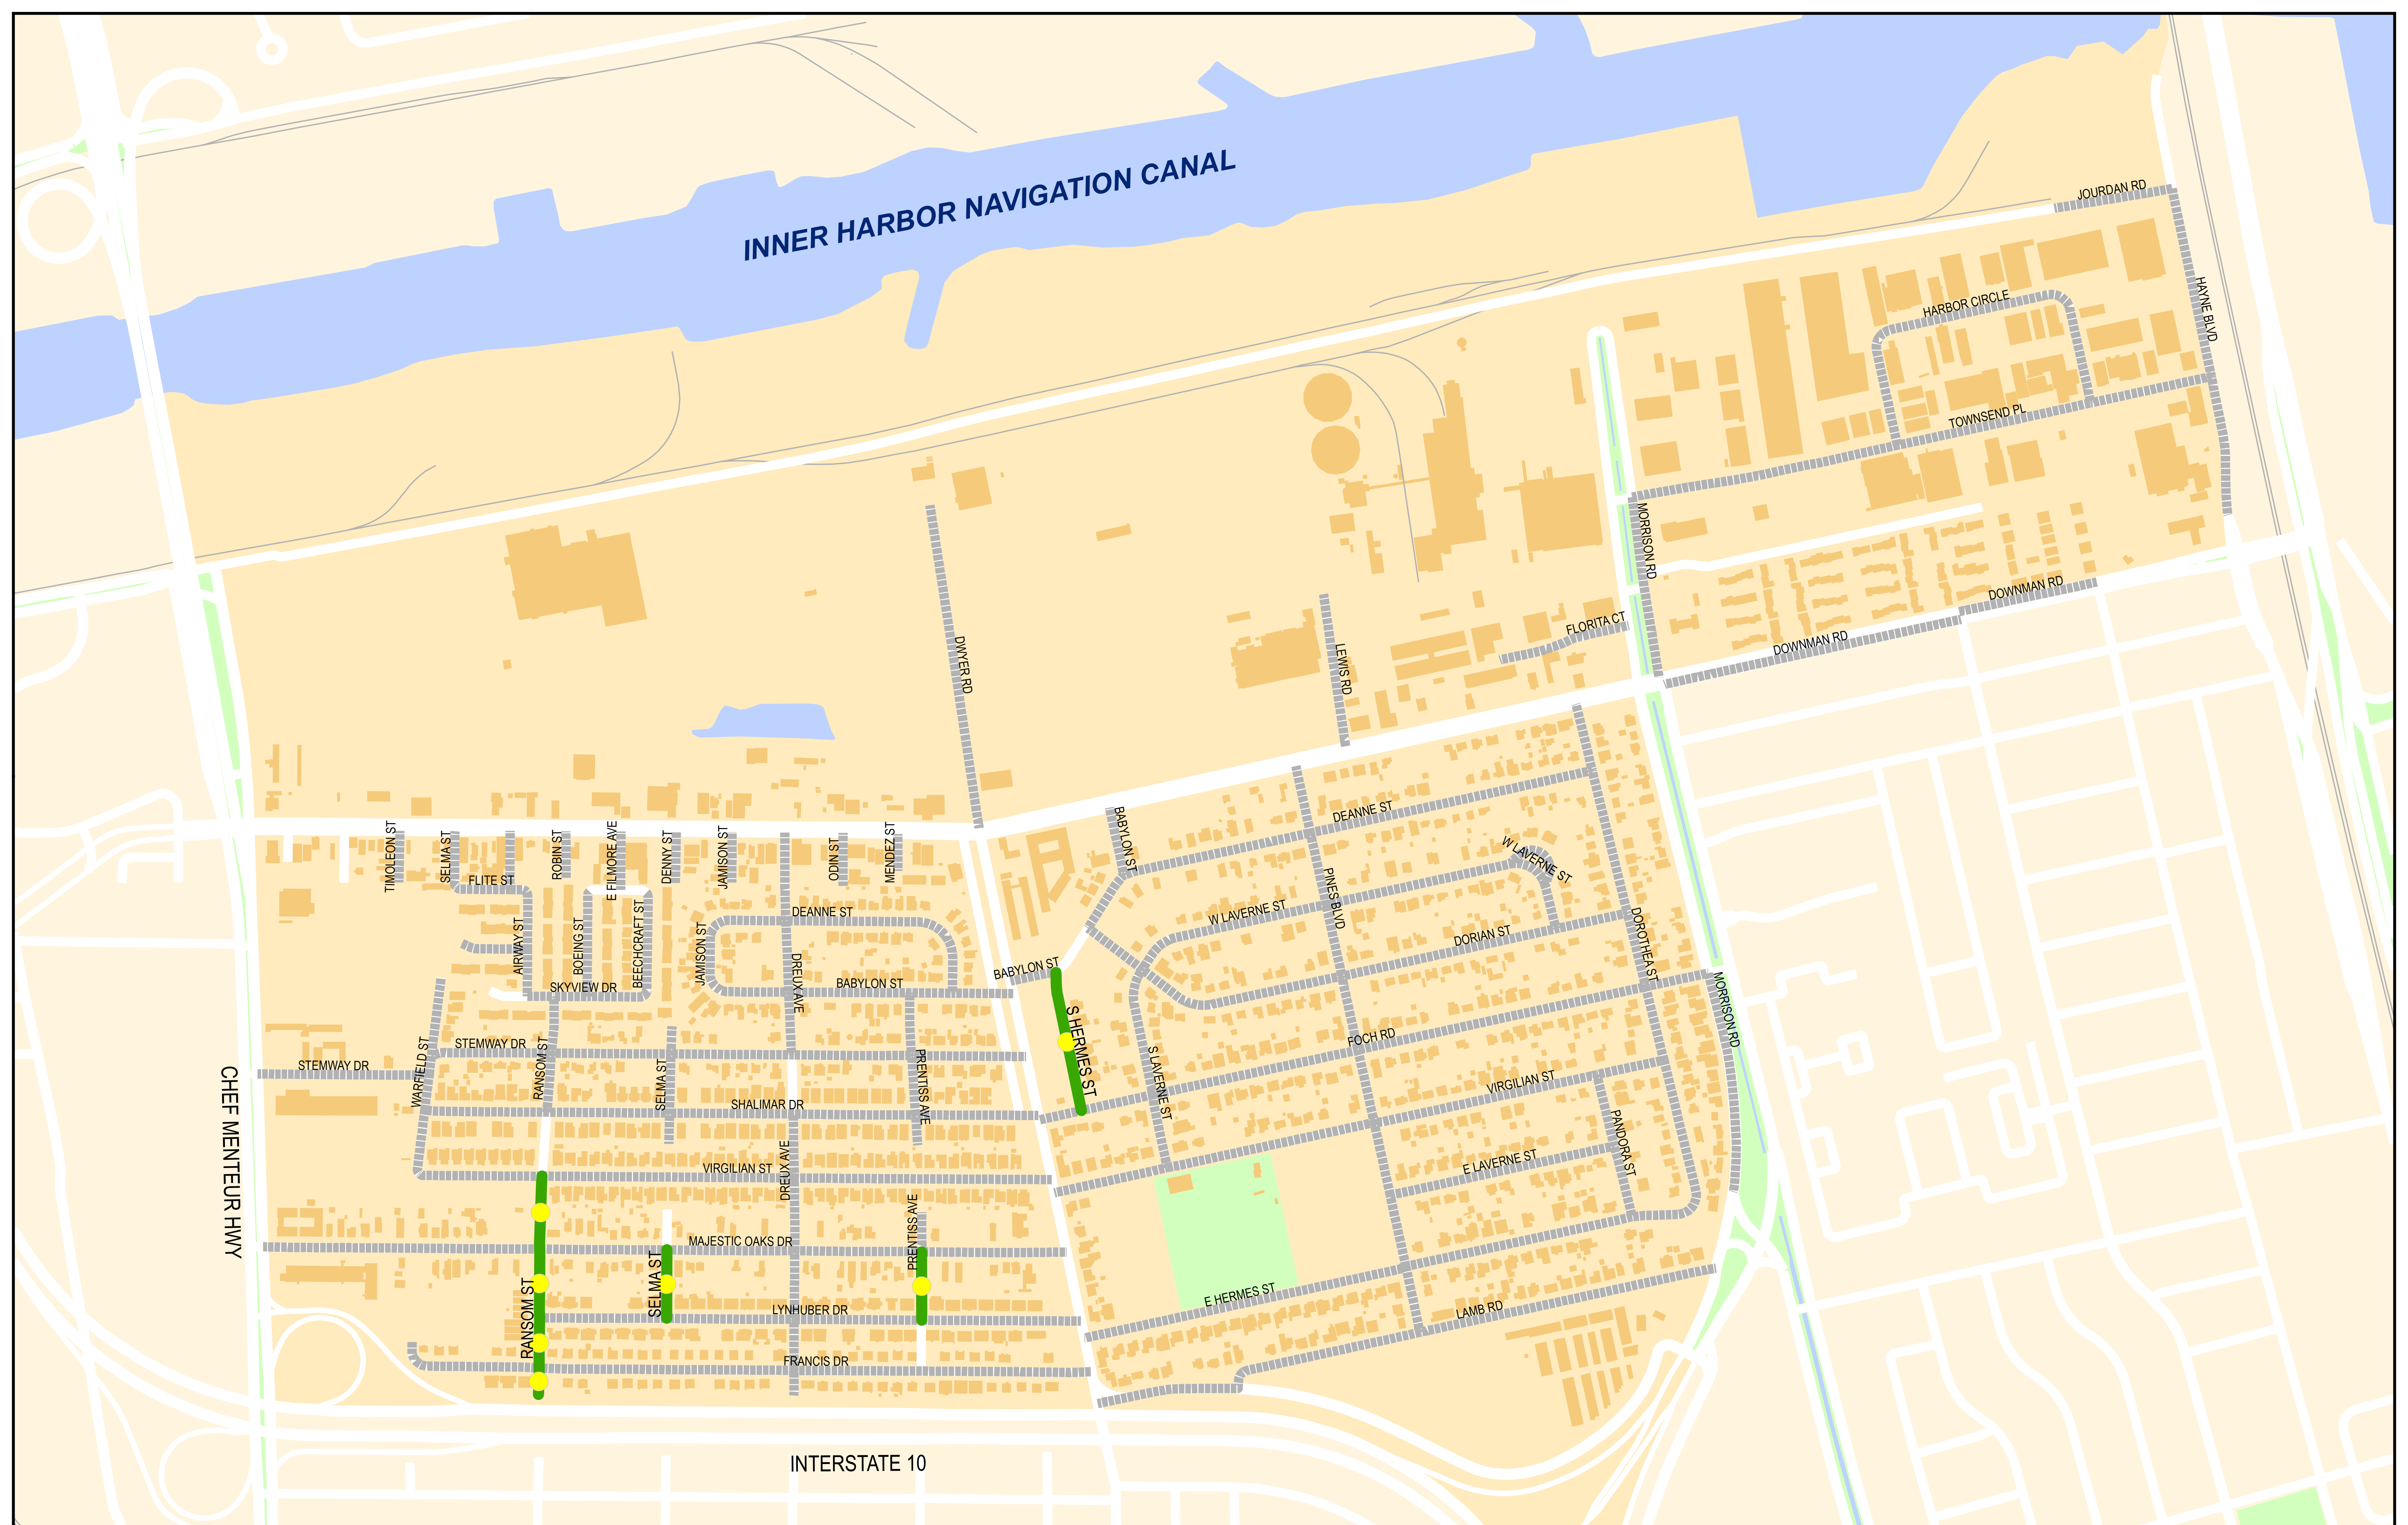 INNER HARBOR NAVIGATION CANAL
JOURDAN RD
HAYNE BLVD
HARBOR CIRCLE
TOWNSEND PL
MORRISON RD
FLORITA CT
DOWNMAN RD
DOWNMAN RD
DWYER RD
LEWIS RD
TIMOLEON ST
SELMA ST
ROBIN ST
E FILMORE AVE
DENNY ST
JAMISON ST
ODIN ST
MENDEZ ST
BABYLON ST
DEANNE ST
W LAVERNE ST
FLITE ST
AIRWAY ST
BOEING ST
BEECHCRAFT ST
JAMISON ST
DEANNE ST
DREUX AVE
W LAVERNE ST
PINES BLVD
DORIAN ST
DOROTHEA ST
SKYVIEW DR
BABYLON ST
BABYLON ST
MORRISON RD
S HERMES ST
FOCH RD
STEMWAY DR
STEMWAY DR
WARFIELD ST
RANSOM ST
SELMA ST
PRENTISS AVE
S LAVERNE ST
VIRGILIAN ST
SHALIMAR DR
PANDORA ST
E LAVERNE ST
CHEF MENTEUR HWY
VIRGILIAN ST
DREUX AVE
PRENTISS AVE
MAJESTIC OAKS DR
RANSOM ST
SELMA ST
E HERMES ST
LYNHUBER DR
LAMB RD
FRANCIS DR
INTERSTATE 10